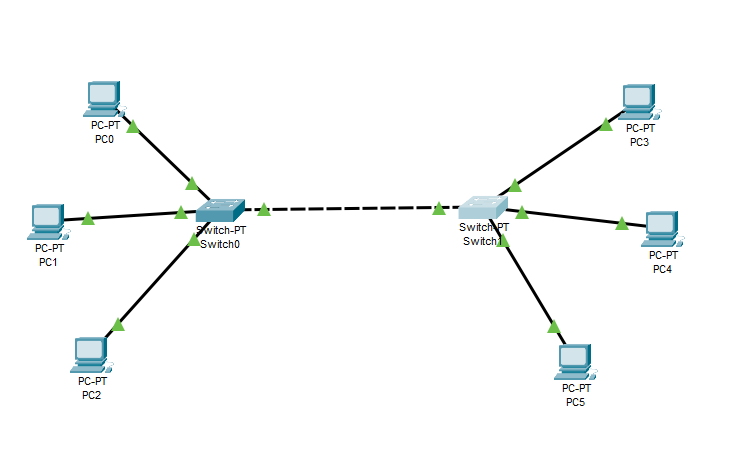 PC-PT
PC0
PC-PT
PC1
PC-PT
PC2
Switch-PT
Switch0
Switch-PT
Switch1
PC-PT
PC3
PC-PT
PC4
PC-PT
PC5